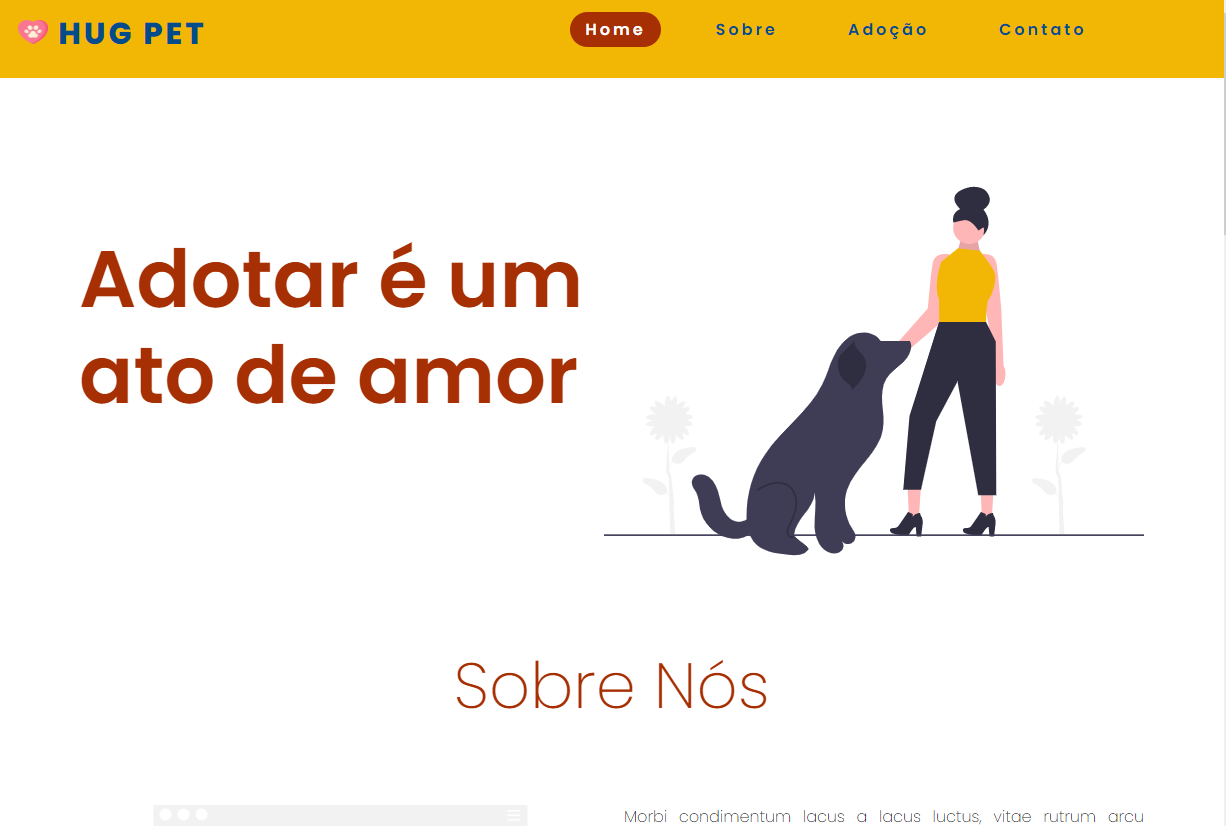 HUG PET
Home Sobre Adoção Contato
Adotar é um
ato de amor
Sobre Nós
Morbi condimentum lacus a lacus luctus, vitae rutrum arcu